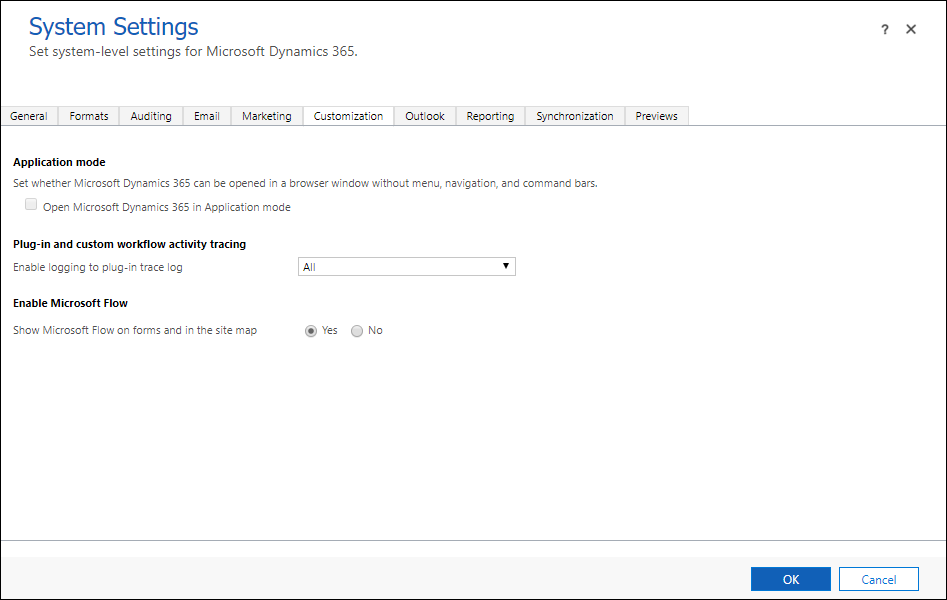 System Settings
? ✕
Set system-level settings for Microsoft Dynamics 365.
General Formats Auditing Email Marketing Customization Outlook Reporting Synchronization Previews
Application mode
Set whether Microsoft Dynamics 365 can be opened in a browser window without menu, navigation, and command bars.
Open Microsoft Dynamics 365 in Application mode
Plug-in and custom workflow activity tracing
Enable logging to plug-in trace log All
Enable Microsoft Flow
Show Microsoft Flow on forms and in the site map Yes No
OK Cancel